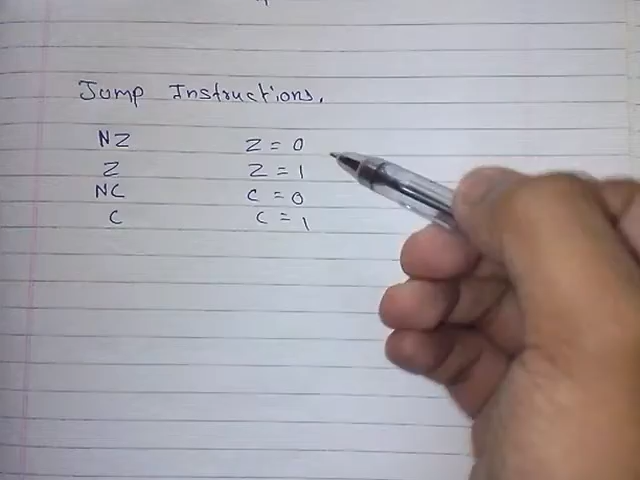 Jump Instructions.
NZ Z = 0
Z Z = 1
NC C = 0
C C = 1